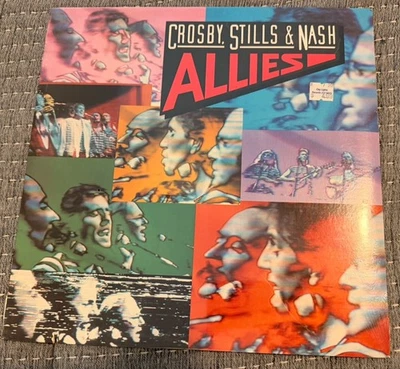 CROSBY, STILLS & NASH
ALLIES